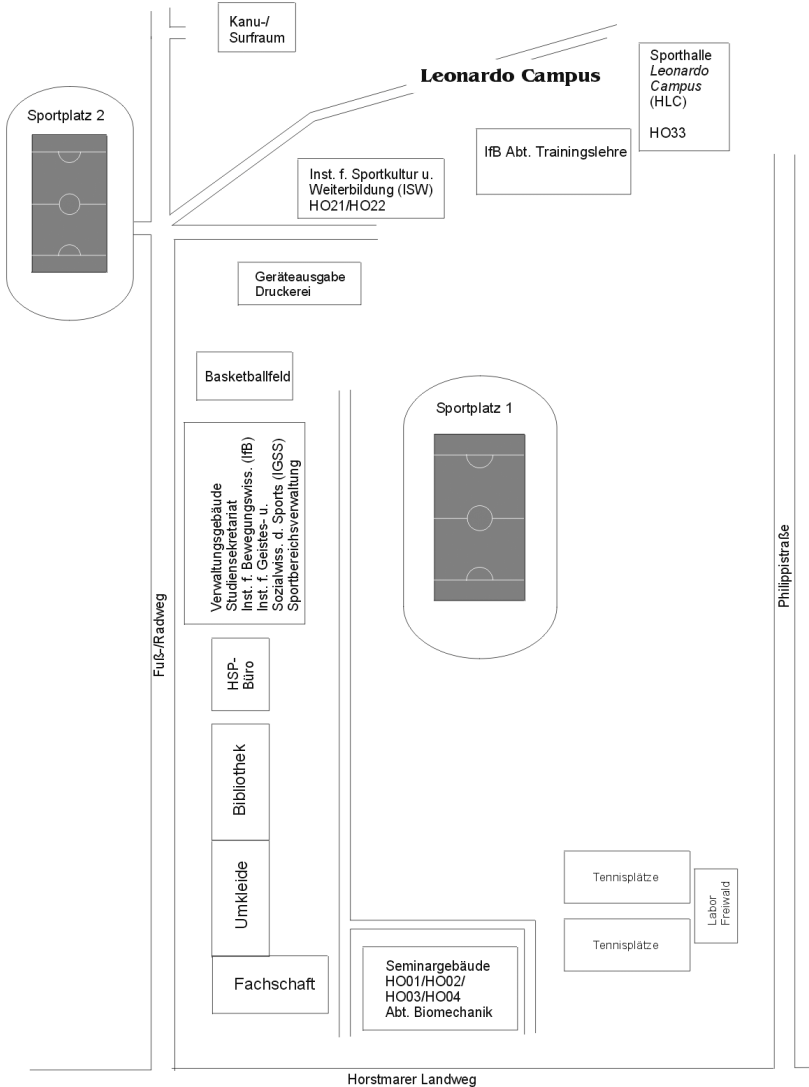 Kanu-/
Surfraum
Leonardo Campus
Sporthalle
Leonardo
Campus
(HLC)
HO33
Sportplatz 2
IfB Abt. Trainingslehre
Inst. f. Sportkultur u.
Weiterbildung (ISW)
HO21/HO22
Geräteausgabe
Druckerei
Basketballfeld
Sportplatz 1
Verwaltungsgebäude
Studiensekretariat
Inst. f. Bewegungswiss. (IfB)
Inst. f. Geistes- u.
Sozialwiss. d. Sports (IGSS)
Sportbereichsverwaltung
Philippistraße
Fuß-/Radweg
HSP-
Büro
Bibliothek
Umkleide
Tennisplätze
Labor
Freiwald
Tennisplätze
Fachschaft
Seminargebäude
HO01/HO02/
HO03/HO04
Abt. Biomechanik
Horstmarer Landweg